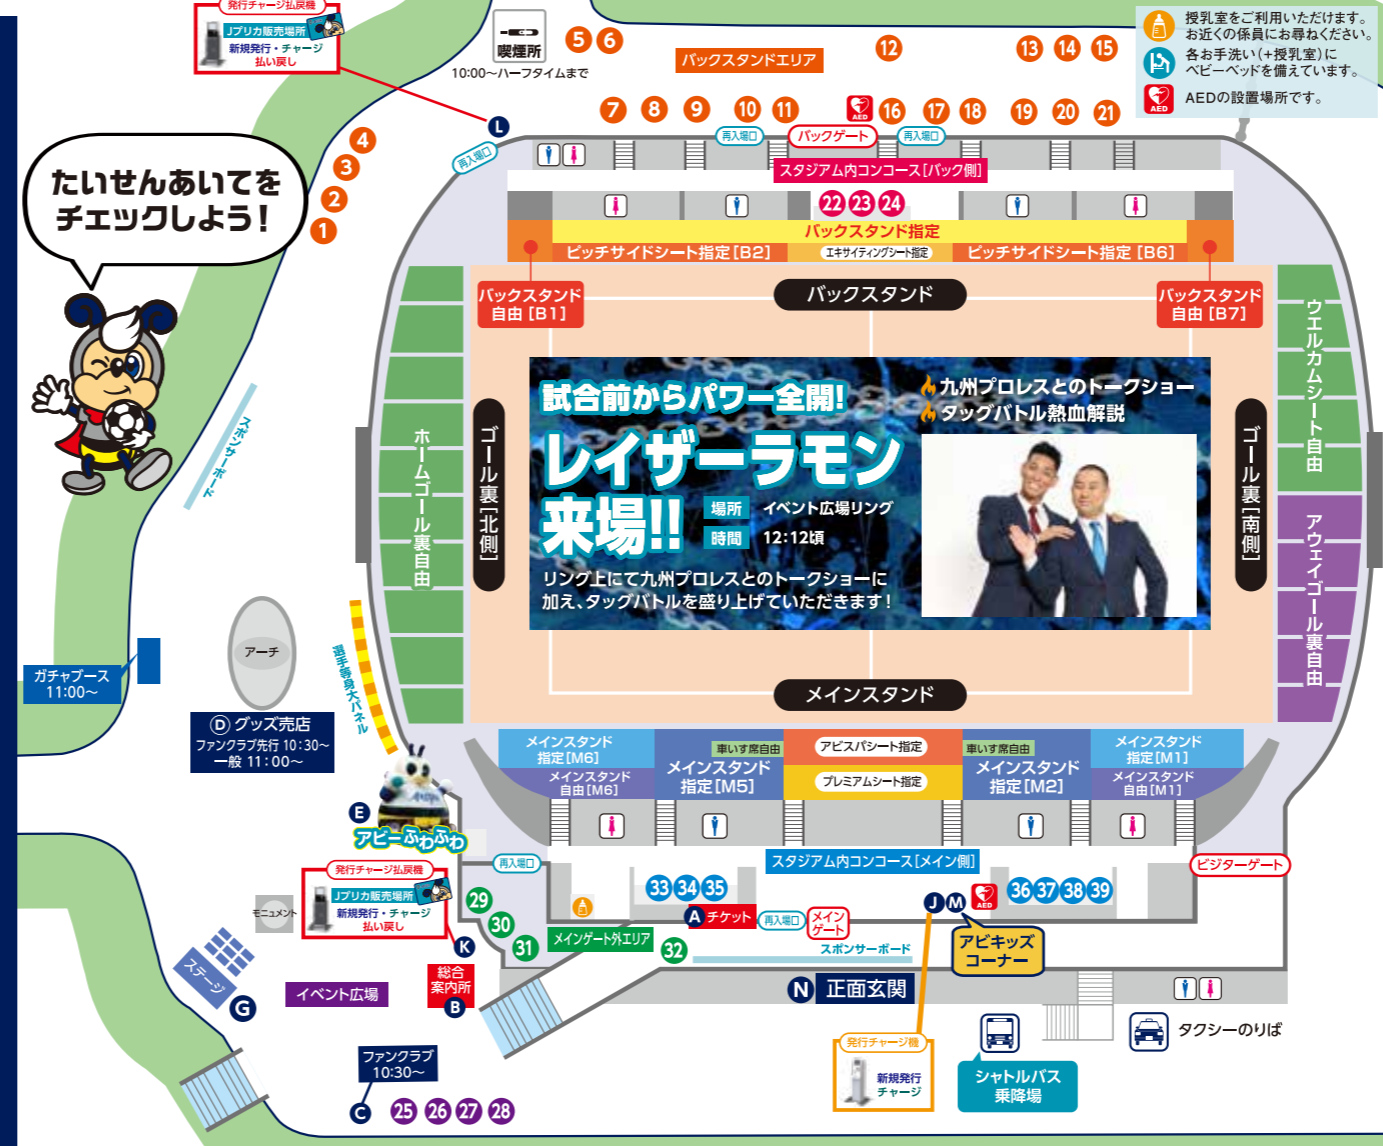 発行チャージ払戻機
Jプリカ販売場所
新規発行・チャージ
払い戻し
喫煙所
10:00～ハーフタイムまで
5 6
バックスタンドエリア
12
13 14 15
授乳室をご利用いただけます。
お近くの係員にお尋ねください。
各お手洗い(+授乳室)に
ベビーベッドを備えています。
AED
AEDの設置場所です。
7 8 9 10 11
AED
16 17 18 19 20 21
L
再入場口
再入場口
バックゲート
再入場口
4
3
2
1
たいせんあいてを
チェックしよう!
スタジアム内コンコース[バック側]
22 23 24
バックスタンド指定
ピッチサイドシート指定[B2]
エキサイティングシート指定
ピッチサイドシート指定[B6]
バックスタンド
自由[B1]
バックスタンド
バックスタンド
自由[B7]
スポンサーボード
ホームゴール裏自由
ゴール裏[北側]
試合前からパワー全開!
レイザーラモン
来場!!
場所 イベント広場リング
時間 12:12頃
リング上にて九州プロレスとのトークショーに
加え、タッグバトルを盛り上げていただきます!
九州プロレスとのトークショー
タッグバトル熱血解説
ゴール裏[南側]
ウエルカムシート自由
アウェイゴール裏自由
アーチ
ガチャブース
11:00～
選手等身大パネル
D グッズ売店
ファンクラブ先行 10:30～
一般 11:00～
メインスタンド
メインスタンド
指定[M6]
メインスタンド
自由[M6]
車いす席自由
メインスタンド
指定[M5]
アビスパシート指定
プレミアムシート指定
車いす席自由
メインスタンド
指定[M2]
メインスタンド
指定[M1]
メインスタンド
自由[M1]
E
アビーふわふわ
再入場口
スタジアム内コンコース[メイン側]
ビジターゲート
発行チャージ払戻機
Jプリカ販売場所
新規発行・チャージ
払い戻し
モニュメント
29
30
31
33 34 35
36 37 38 39
A チケット
再入場口
メイン
ゲート
J M
AED
メインゲート外エリア
32
スポンサーボード
アビキッズ
コーナー
K
ステージ
G
イベント広場
総合
案内所
B
N 正面玄関
発行チャージ機
新規発行
チャージ
シャトルバス
乗降場
タクシーのりば
ファンクラブ
10:30～
C
25 26 27 28